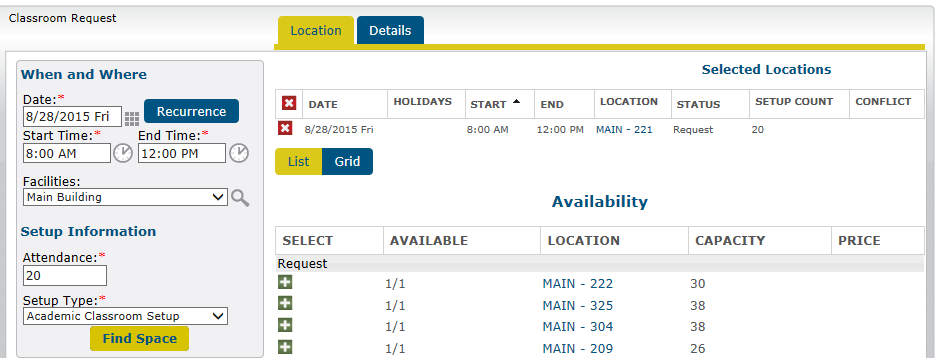 Classroom Request
Location Details
When and Where
Date:*
8/28/2015 Fri Recurrence
Start Time:* End Time:*
8:00 AM 12:00 PM
Facilities:
Main Building
Setup Information
Attendance:*
20
Setup Type:*
Academic Classroom Setup
Find Space
Selected Locations
DATE HOLIDAYS START END LOCATION STATUS SETUP COUNT CONFLICT
8/28/2015 Fri 8:00 AM 12:00 PM MAIN - 221 Request 20
List Grid
Availability
SELECT AVAILABLE LOCATION CAPACITY PRICE
Request
1/1 MAIN - 222 30
1/1 MAIN - 325 38
1/1 MAIN - 304 38
1/1 MAIN - 209 26